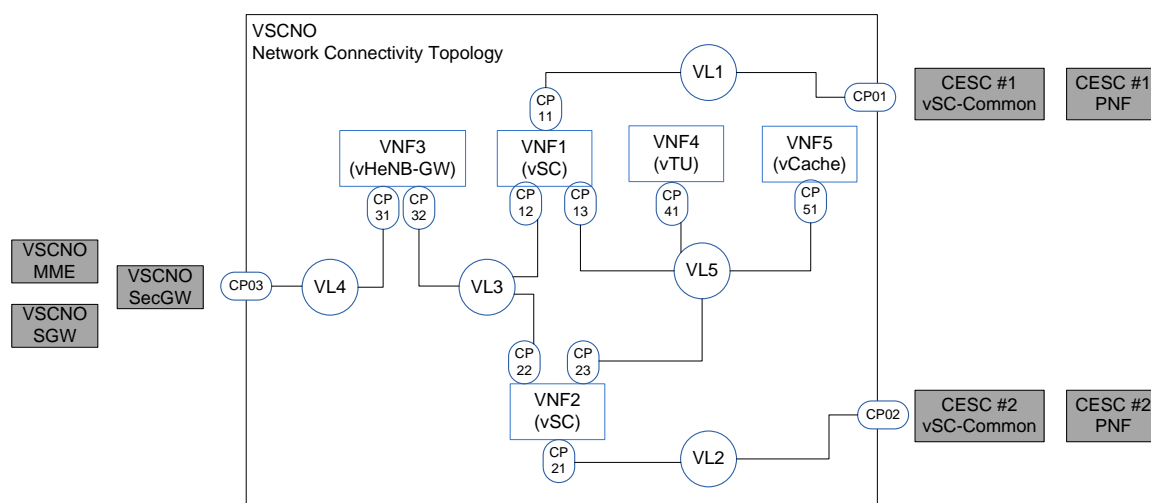 VSCNO
Network Connectivity Topology
VL1
CESC #1
vSC-Common
CESC #1
PNF
CP01
CP
11
VNF3
(vHeNB-GW)
VNF1
(vSC)
VNF4
(vTU)
VNF5
(vCache)
CP
31
CP
32
CP
12
CP
13
CP
41
CP
51
VSCNO
MME
VSCNO
SecGW
VSCNO
SGW
CP03
VL4
VL3
VL5
CP
22
CP
23
VNF2
(vSC)
CP02
CESC #2
vSC-Common
CESC #2
PNF
CP
21
VL2